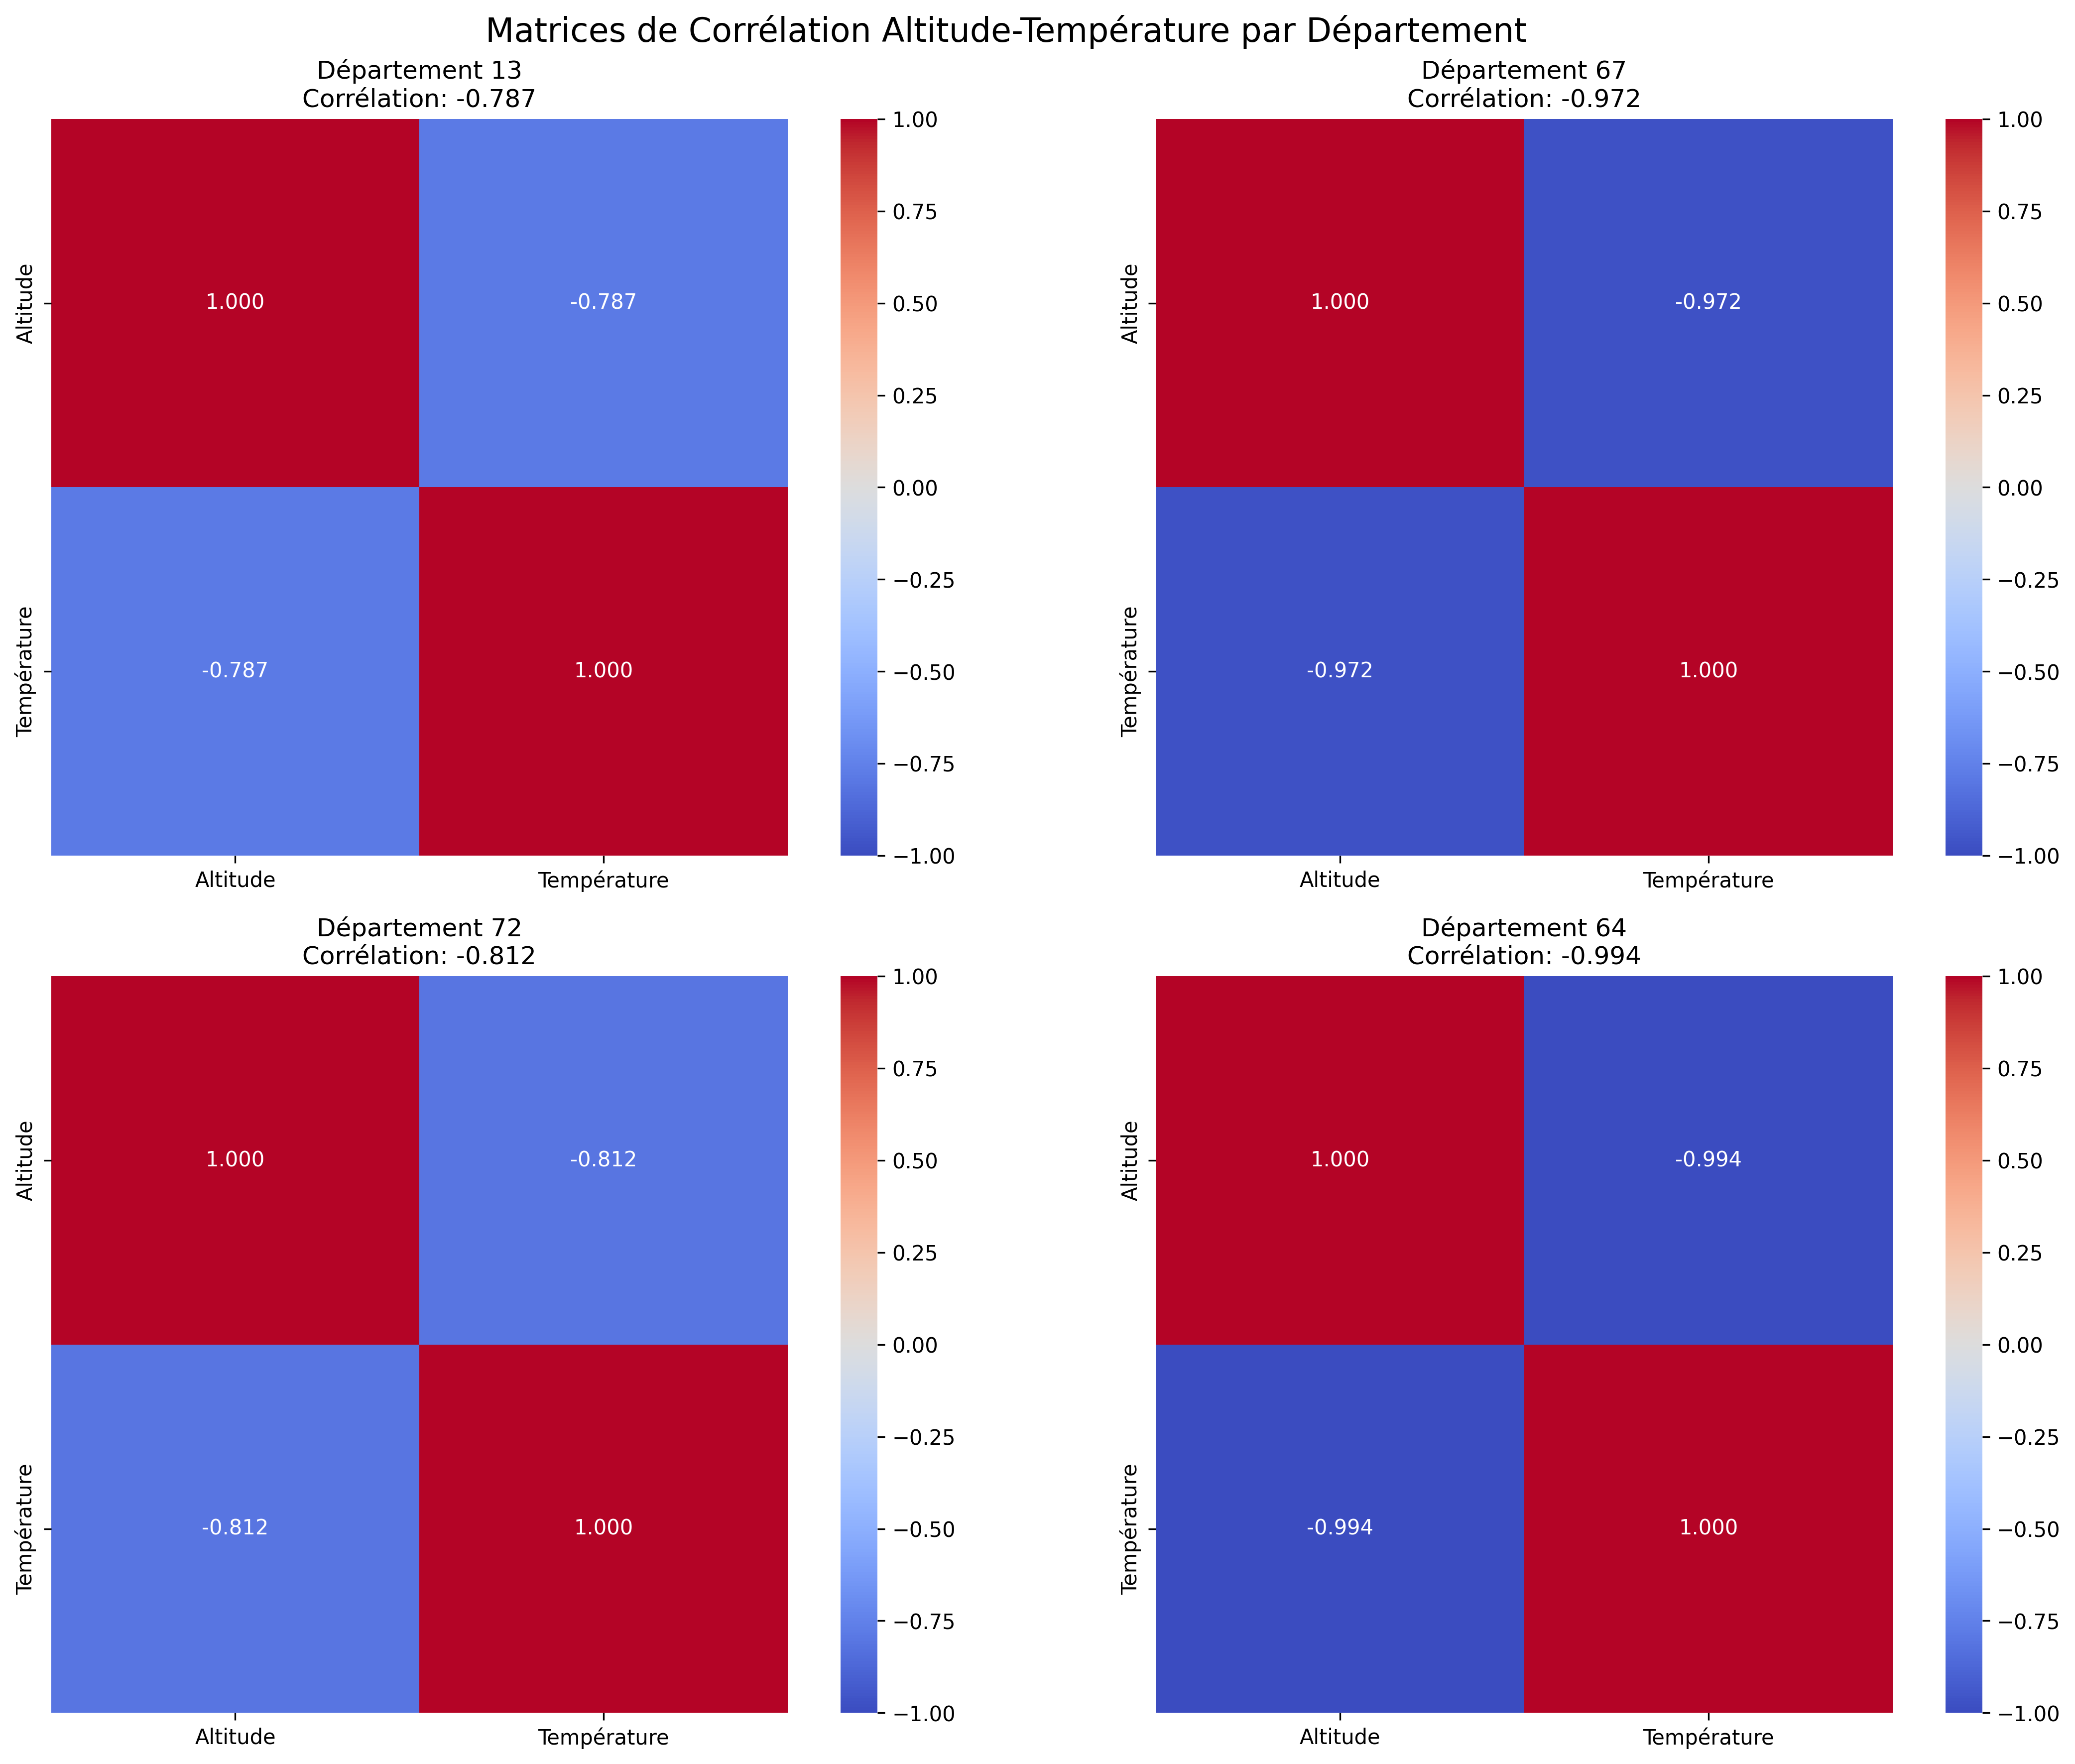 Matrices de Corrélation Altitude-Température par Département
Département 13
Corrélation: -0.787
Altitude
Température
1.000
-0.787
-0.787
1.000
Altitude
Température
1.00
0.75
0.50
0.25
0.00
−0.25
−0.50
−0.75
−1.00
Département 67
Corrélation: -0.972
Altitude
Température
1.000
-0.972
-0.972
1.000
Altitude
Température
1.00
0.75
0.50
0.25
0.00
−0.25
−0.50
−0.75
−1.00
Département 72
Corrélation: -0.812
Altitude
Température
1.000
-0.812
-0.812
1.000
Altitude
Température
1.00
0.75
0.50
0.25
0.00
−0.25
−0.50
−0.75
−1.00
Département 64
Corrélation: -0.994
Altitude
Température
1.000
-0.994
-0.994
1.000
Altitude
Température
1.00
0.75
0.50
0.25
0.00
−0.25
−0.50
−0.75
−1.00